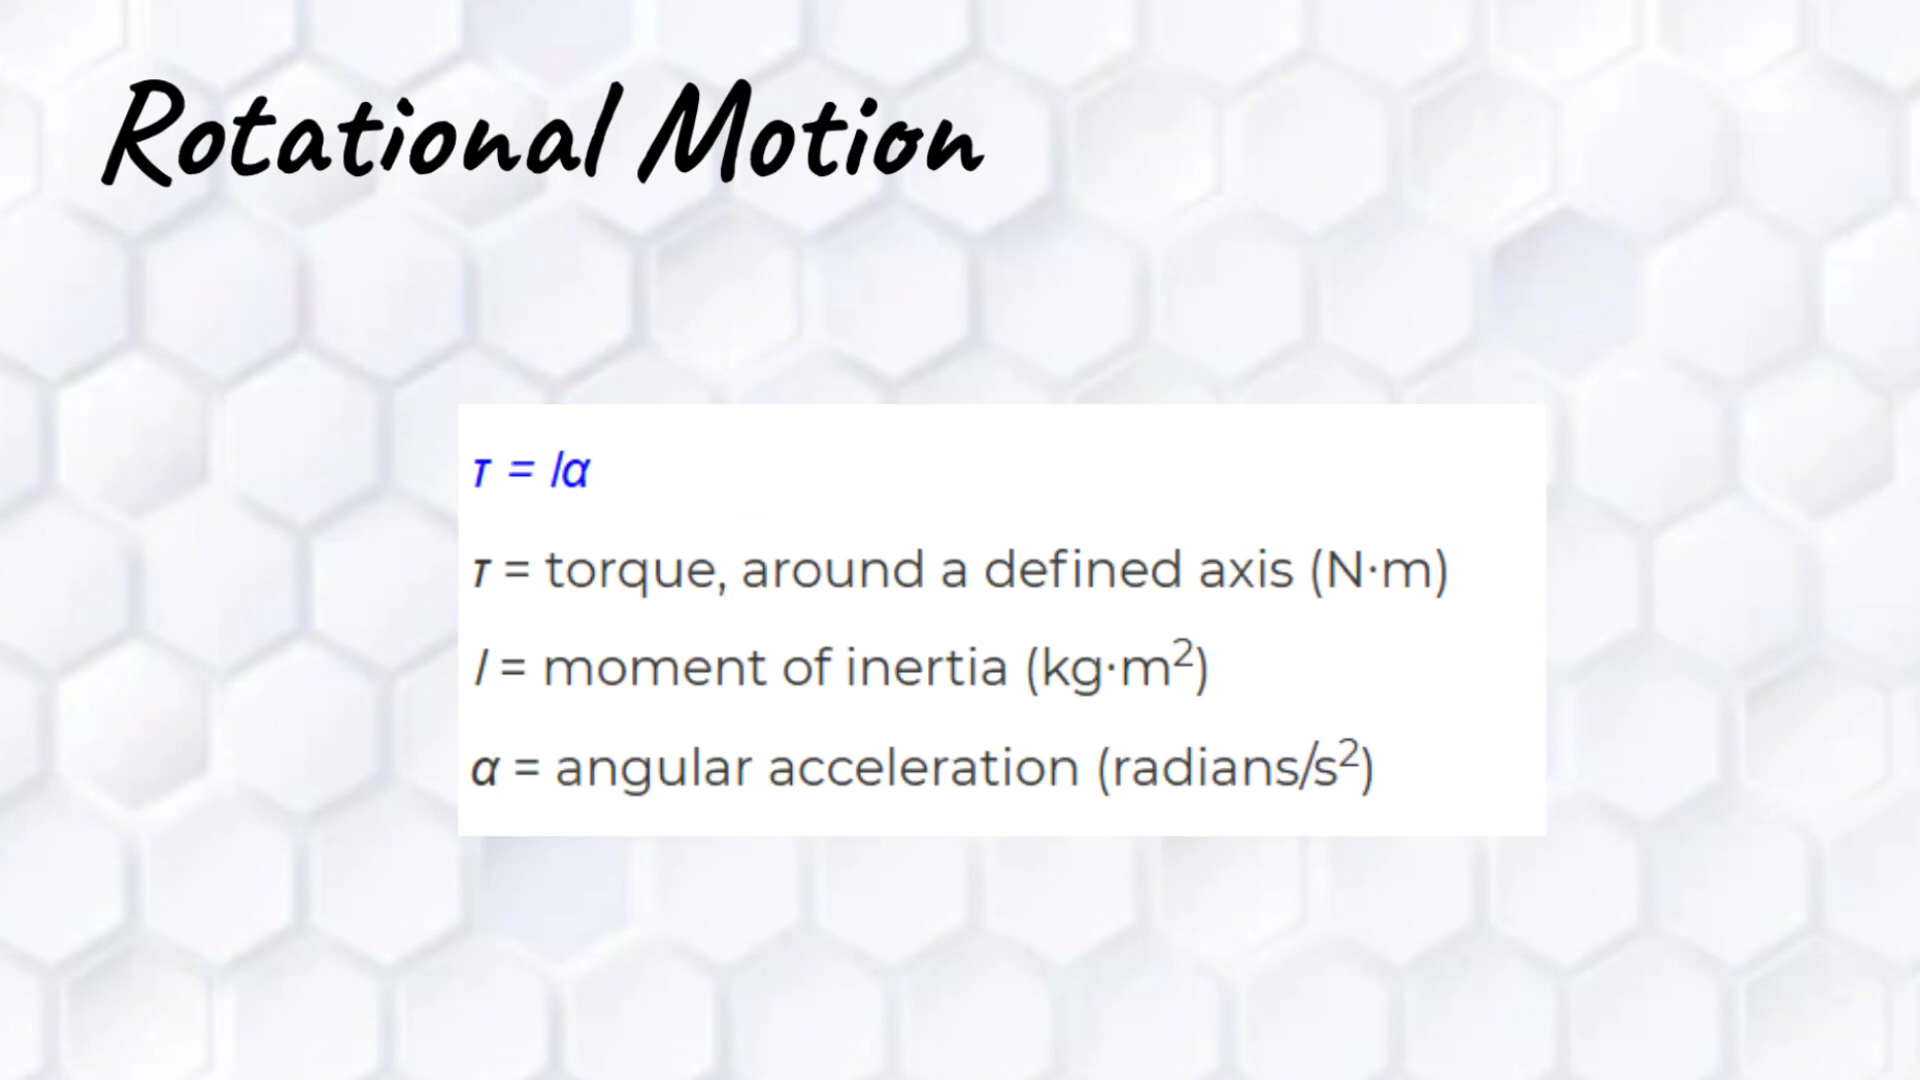 Rotational Motion
τ = Iα
τ = torque, around a defined axis (N·m)
I = moment of inertia (kg·m²)
α = angular acceleration (radians/s²)